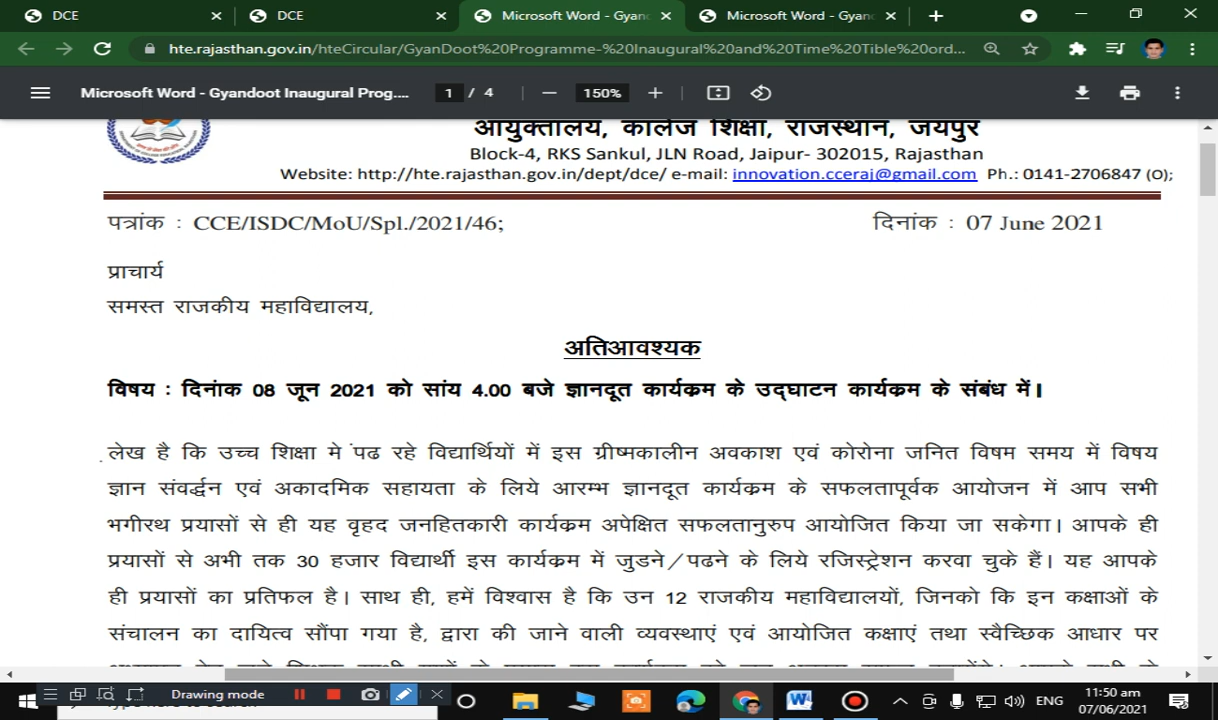 DCE
DCE
Microsoft Word - Gyan
Microsoft Word - Gyan
hte.rajasthan.gov.in/hteCircular/GyanDoot%20Programme-%20Inaugural%20and%20Time%20Tible%20ord...
Microsoft Word - Gyandoot Inaugural Prog....
1 / 4
150%
आयुक्तालय, कालेज शिक्षा, राजस्थान, जयपुर
Block-4, RKS Sankul, JLN Road, Jaipur- 302015, Rajasthan
Website: http://hte.rajasthan.gov.in/dept/dce/ e-mail: innovation.cceraj@gmail.com Ph.: 0141-2706847 (O);
पत्रांक : CCE/ISDC/MoU/Spl./2021/46;
दिनांक : 07 June 2021
प्राचार्य
समस्त राजकीय महाविद्यालय,
अतिआवश्यक
विषय : दिनांक 08 जून 2021 को सांय 4.00 बजे ज्ञानदूत कार्यक्रम के उद्घाटन कार्यक्रम के संबंध में।
लेख है कि उच्च शिक्षा मे पंढ रहे विद्यार्थियों में इस ग्रीष्मकालीन अवकाश एवं कोरोना जनित विषम समय में विषय
ज्ञान संवर्द्धन एवं अकादमिक सहायता के लिये आरम्भ ज्ञानदूत कार्यक्रम के सफलतापूर्वक आयोजन में आप सभी
भगीरथ प्रयासों से ही यह वृहद जनहितकारी कार्यक्रम अपेक्षित सफलतानुरुप आयोजित किया जा सकेगा। आपके ही
प्रयासों से अभी तक 30 हजार विद्यार्थी इस कार्यक्रम में जुडने/पढने के लिये रजिस्ट्रेशन करवा चुके हैं। यह आपके
ही प्रयासों का प्रतिफल है। साथ ही, हमें विश्वास है कि उन 12 राजकीय महाविद्यालयों, जिनको कि इन कक्षाओं के
संचालन का दायित्व सौंपा गया है, द्वारा की जाने वाली व्यवस्थाएं एवं आयोजित कक्षाएं तथा स्वैच्छिक आधार पर
Drawing mode
ENG
11:50 am
07/06/2021